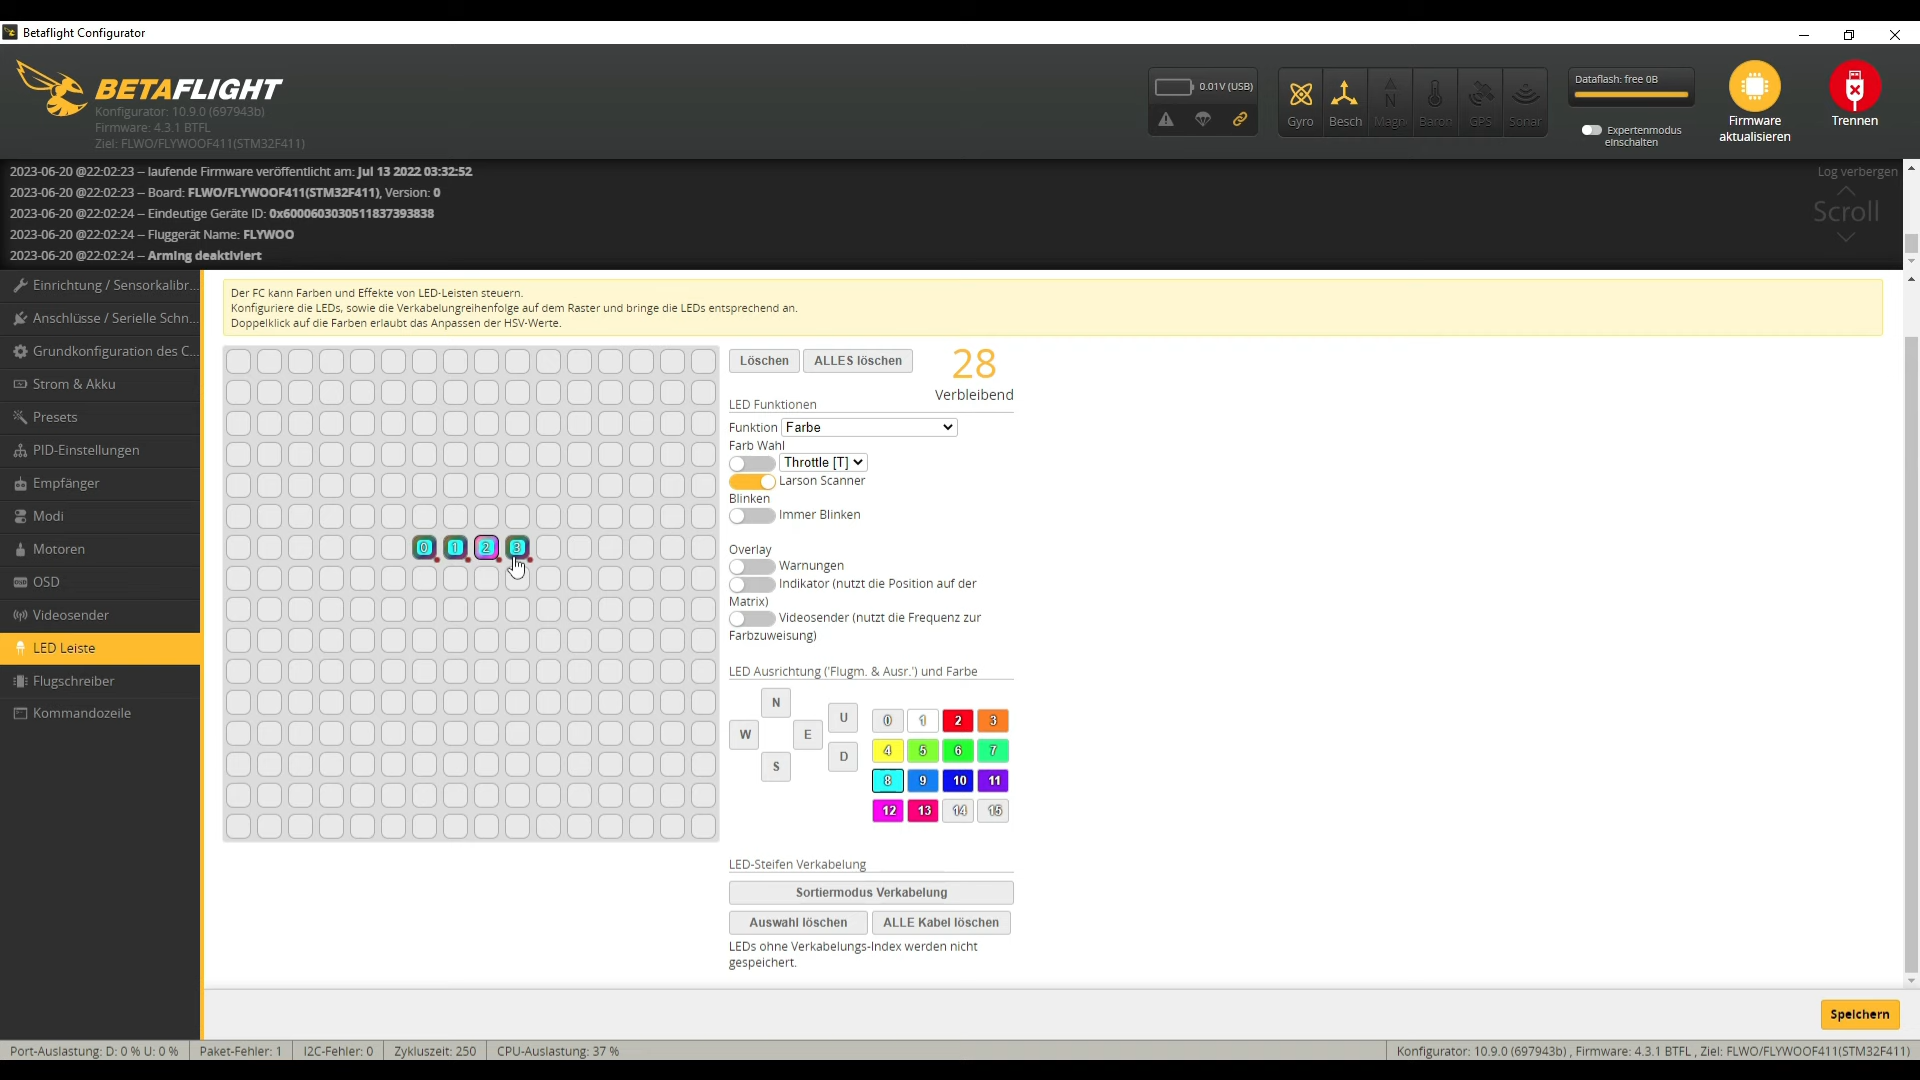 Betaflight Configurator
BETAFLIGHT
Konfigurator: 10.9.0 (697943b)
Firmware: 4.3.1 BTFL
Ziel: FLWO/FLYWOOF411(STM32F411)
0.01V (USB)
Gyro
Besch
Magn
Baron
GPS
Sonar
Dataflash: free 0B
Expertenmodus
einschalten
Firmware
aktualisieren
Trennen
2023-06-20 @22:02:23 -- laufende Firmware veröffentlicht am: Jul 13 2022 03:32:52
2023-06-20 @22:02:23 -- Board: FLWO/FLYWOOF411(STM32F411), Version: 0
2023-06-20 @22:02:24 -- Eindeutige Geräte ID: 0x6000603030511837393838
2023-06-20 @22:02:24 -- Fluggerät Name: FLYWOO
2023-06-20 @22:02:24 -- Arming deaktiviert
Log verbergen
Scroll
Einrichtung / Sensorkalibr...
Anschlüsse / Serielle Schn...
Grundkonfiguration des C...
Strom & Akku
Presets
PID-Einstellungen
Empfänger
Modi
Motoren
OSD
Videosender
LED Leiste
Flugschreiber
Kommandozeile
Der FC kann Farben und Effekte von LED-Leisten steuern.
Konfiguriere die LEDs, sowie die Verkabelungreihenfolge auf dem Raster und bringe die LEDs entsprechend an.
Doppelklick auf die Farben erlaubt das Anpassen der HSV-Werte.
0 1 2 3
Löschen
ALLES löschen
28
Verbleibend
LED Funktionen
Funktion Farbe
Farb Wahl
Throttle [T]
Larson Scanner
Blinken
Immer Blinken
Overlay
Warnungen
Indikator (nutzt die Position auf der
Matrix)
Videosender (nutzt die Frequenz zur
Farbzuweisung)
LED Ausrichtung ('Flugm. & Ausr.') und Farbe
N
W
E
S
U
D
0 1 2 3
4 5 6 7
8 9 10 11
12 13 14 15
LED-Steifen Verkabelung
Sortiermodus Verkabelung
Auswahl löschen
ALLE Kabel löschen
LEDs ohne Verkabelungs-Index werden nicht
gespeichert.
Speichern
Port-Auslastung: D: 0 % U: 0 %
Paket-Fehler: 1
I2C-Fehler: 0
Zykluszeit: 250
CPU-Auslastung: 37 %
Konfigurator: 10.9.0 (697943b) , Firmware: 4.3.1 BTFL , Ziel: FLWO/FLYWOOF411(STM32F411)